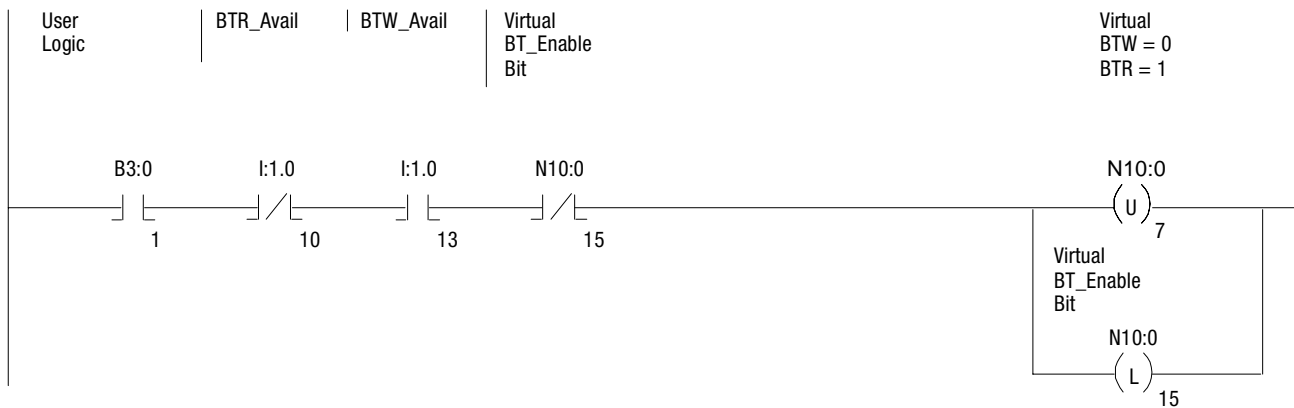 User
Logic
BTR_Avail
BTW_Avail
Virtual
BT_Enable
Bit
Virtual
BTW = 0
BTR = 1
B3:0
1
I:1.0
10
I:1.0
13
N10:0
15
N10:0
U
7
Virtual
BT_Enable
Bit
N10:0
L
15